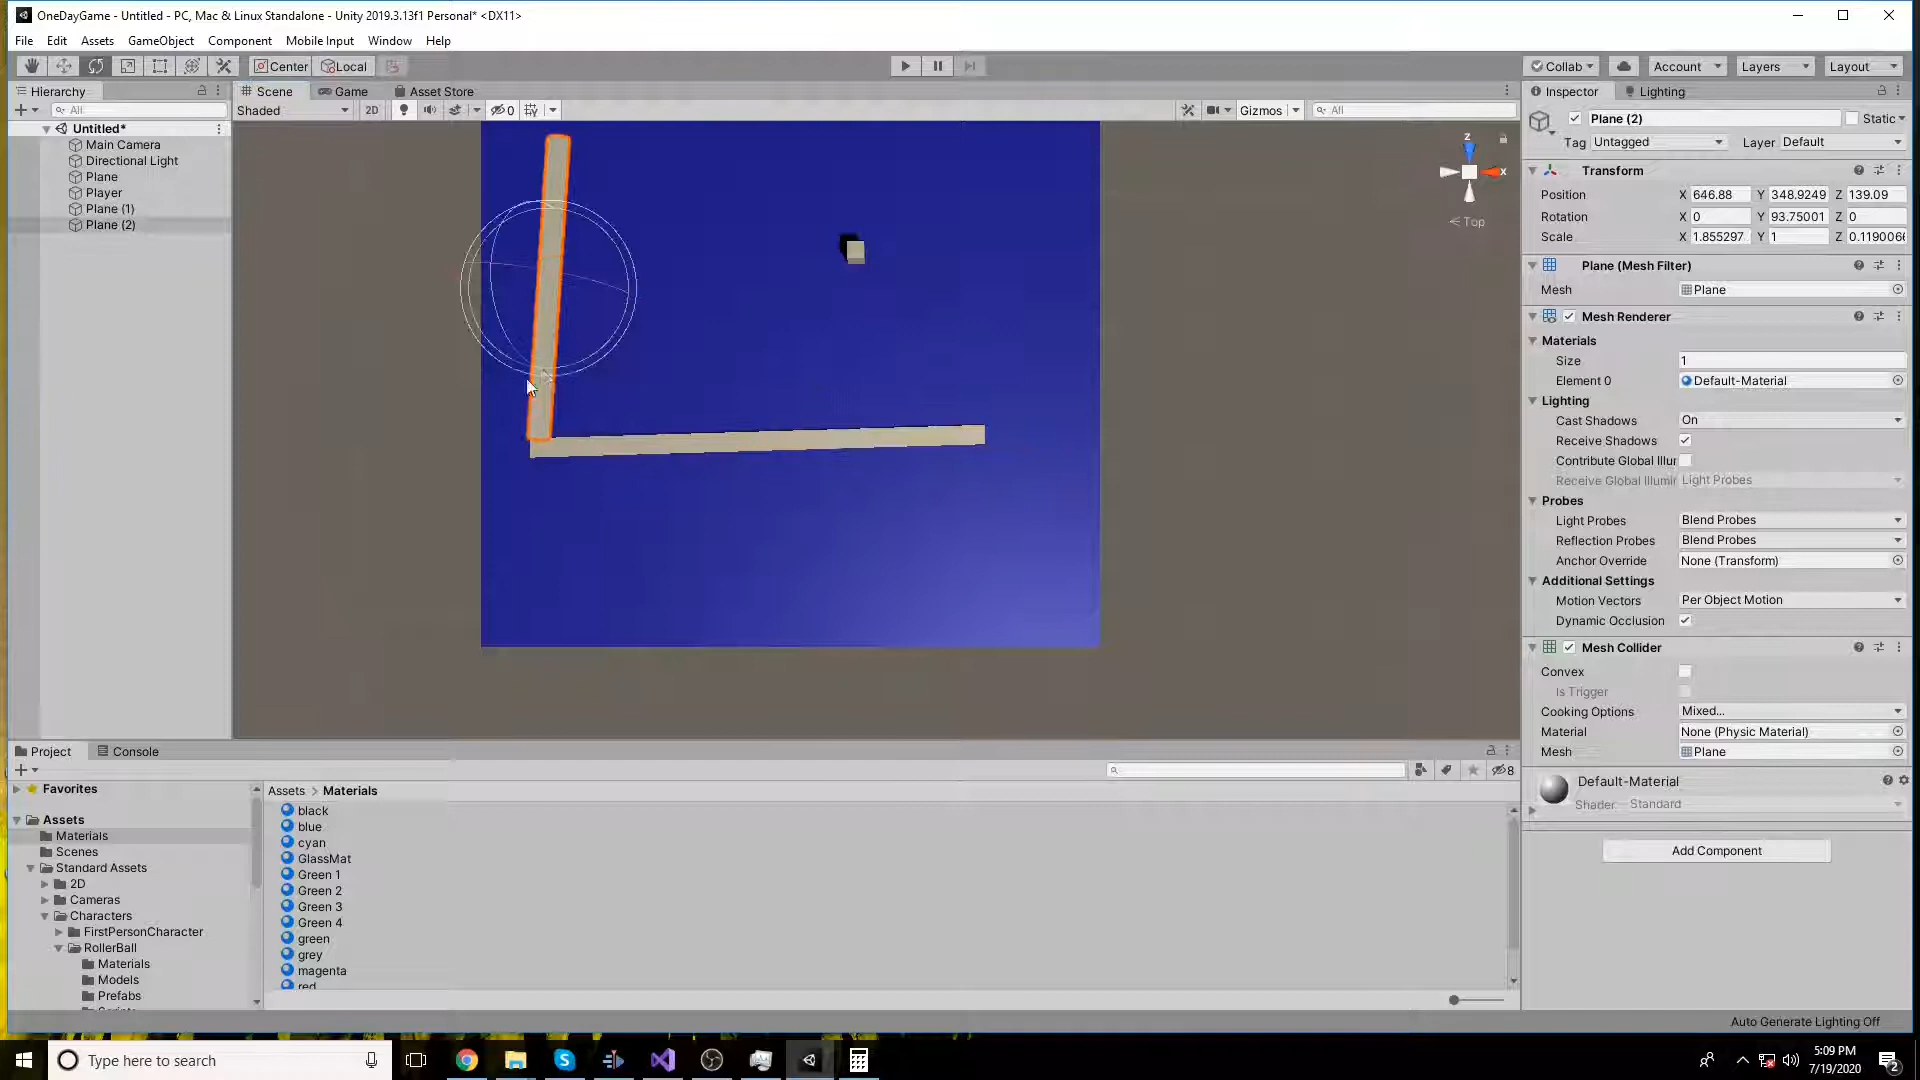 OneDayGame - Untitled - PC, Mac & Linux Standalone - Unity 2019.3.13f1 Personal* <DX11>
File Edit Assets GameObject Component Mobile Input Window Help
Center Local Collab Account Layers Layout
Hierarchy Scene Game Asset Store Inspector Lighting
All Shaded 2D 0 Gizmos All
Untitled*
Main Camera
Directional Light
Plane
Player
Plane (1)
Plane (2)
z
x
< Top
Plane (2) Static
Tag Untagged Layer Default
Transform
Position X 646.88 Y 348.9249 Z 139.09
Rotation X 0 Y 93.75001 Z 0
Scale X 1.855297 Y 1 Z 0.119006
Plane (Mesh Filter)
Mesh Plane
Mesh Renderer
Materials
Size 1
Element 0 Default-Material
Lighting
Cast Shadows On
Receive Shadows
Contribute Global Illur
Receive Global Illumir Light Probes
Probes
Light Probes Blend Probes
Reflection Probes Blend Probes
Anchor Override None (Transform)
Additional Settings
Motion Vectors Per Object Motion
Dynamic Occlusion
Mesh Collider
Convex
Is Trigger
Cooking Options Mixed...
Material None (Physic Material)
Mesh Plane
Default-Material
Shader Standard
Add Component
Project Console
8
Favorites
Assets
Materials
Scenes
Standard Assets
2D
Cameras
Characters
FirstPersonCharacter
RollerBall
Materials
Models
Prefabs
Assets > Materials
black
blue
cyan
GlassMat
Green 1
Green 2
Green 3
Green 4
green
grey
magenta
red
Auto Generate Lighting Off
Type here to search
5:09 PM
7/19/2020
2